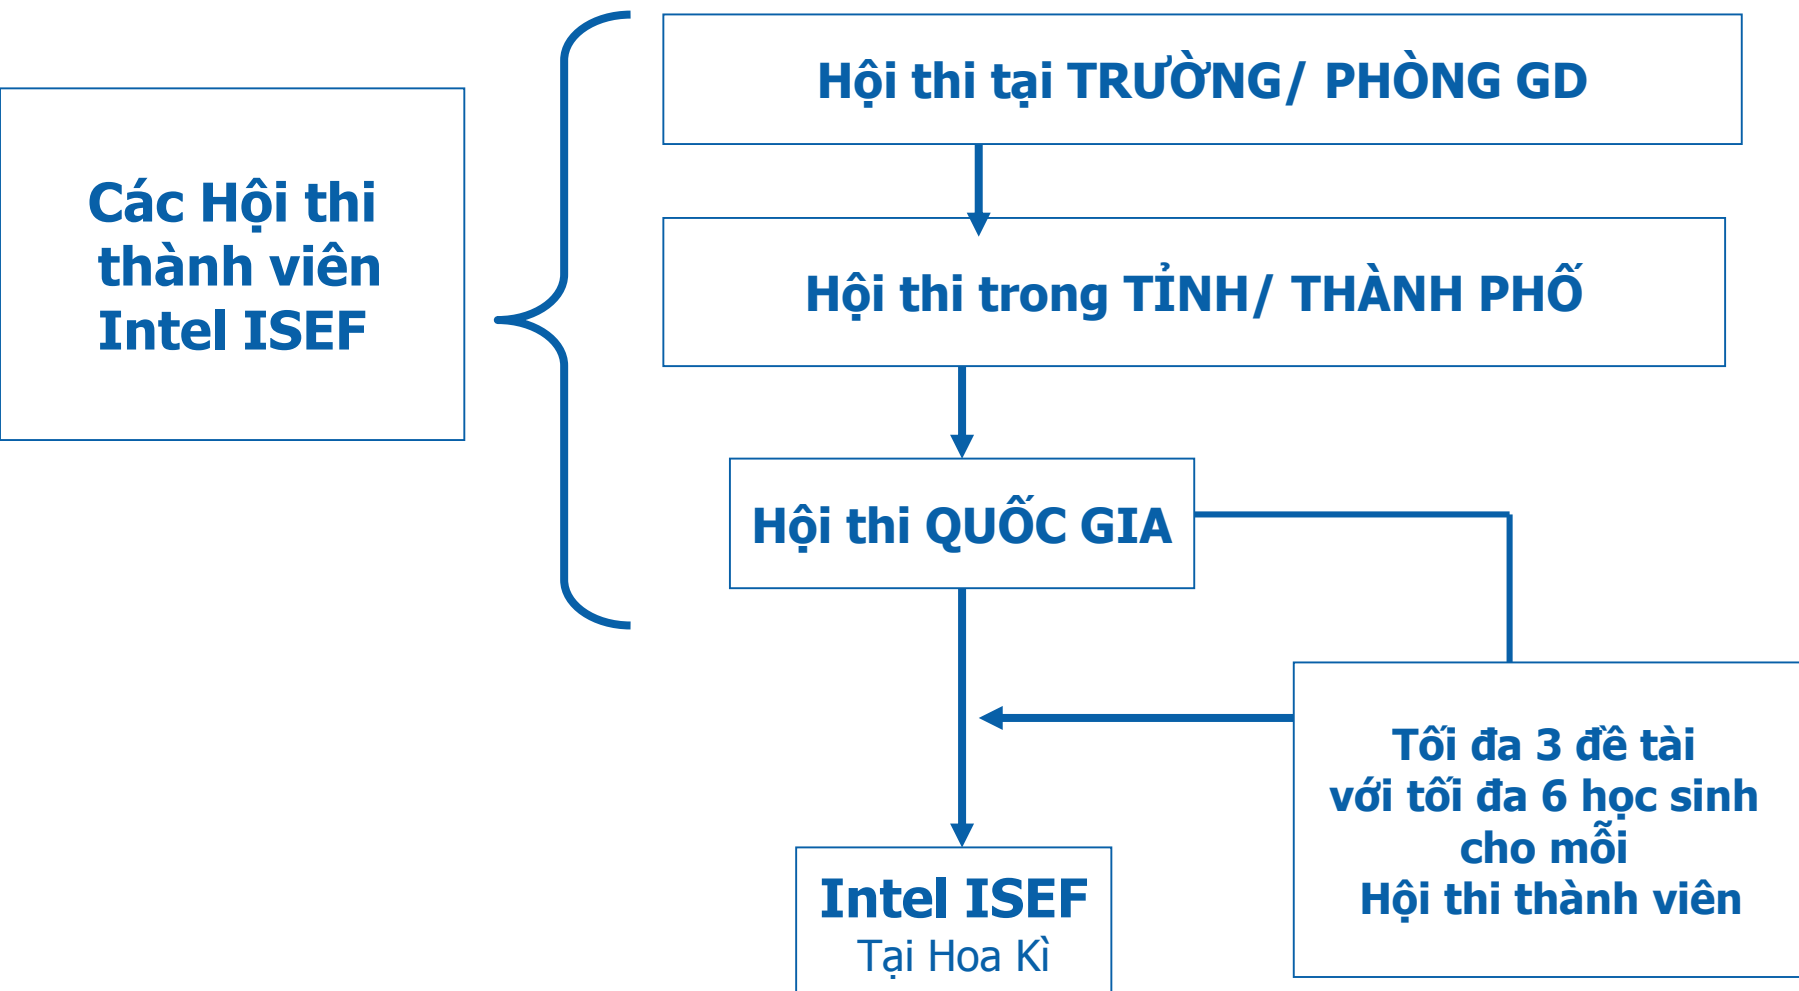 Hội thi tại TRƯỜNG/ PHÒNG GD
Các Hội thi
thành viên
Intel ISEF
Hội thi trong TỈNH/ THÀNH PHỐ
Hội thi QUỐC GIA
Tối đa 3 đề tài
với tối đa 6 học sinh
cho mỗi
Hội thi thành viên
Intel ISEF
Tại Hoa Kì